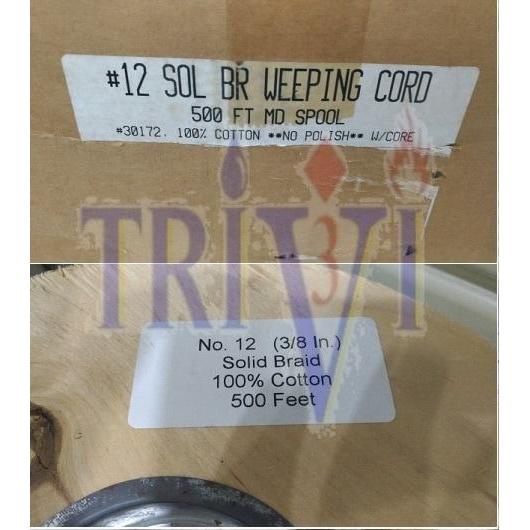 #12 SOL BR WEEPING CORD
500 FT MD SPOOL
#30172. 100% COTTON **NO POLISH** W/CORE
TRIVI
3
No. 12 (3/8 In.)
Solid Braid
100% Cotton
500 Feet